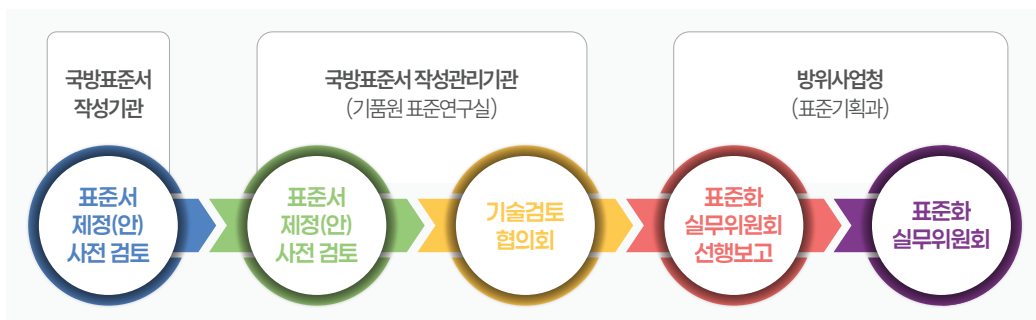 국방표준서
작성기관
국방표준서 작성관리기관
(기품원 표준연구실)
방위사업청
(표준기획과)
표준서
제정(안)
사전 검토
표준서
제정(안)
사전 검토
기술검토
협의회
표준화
실무위원회
선행보고
표준화
실무위원회